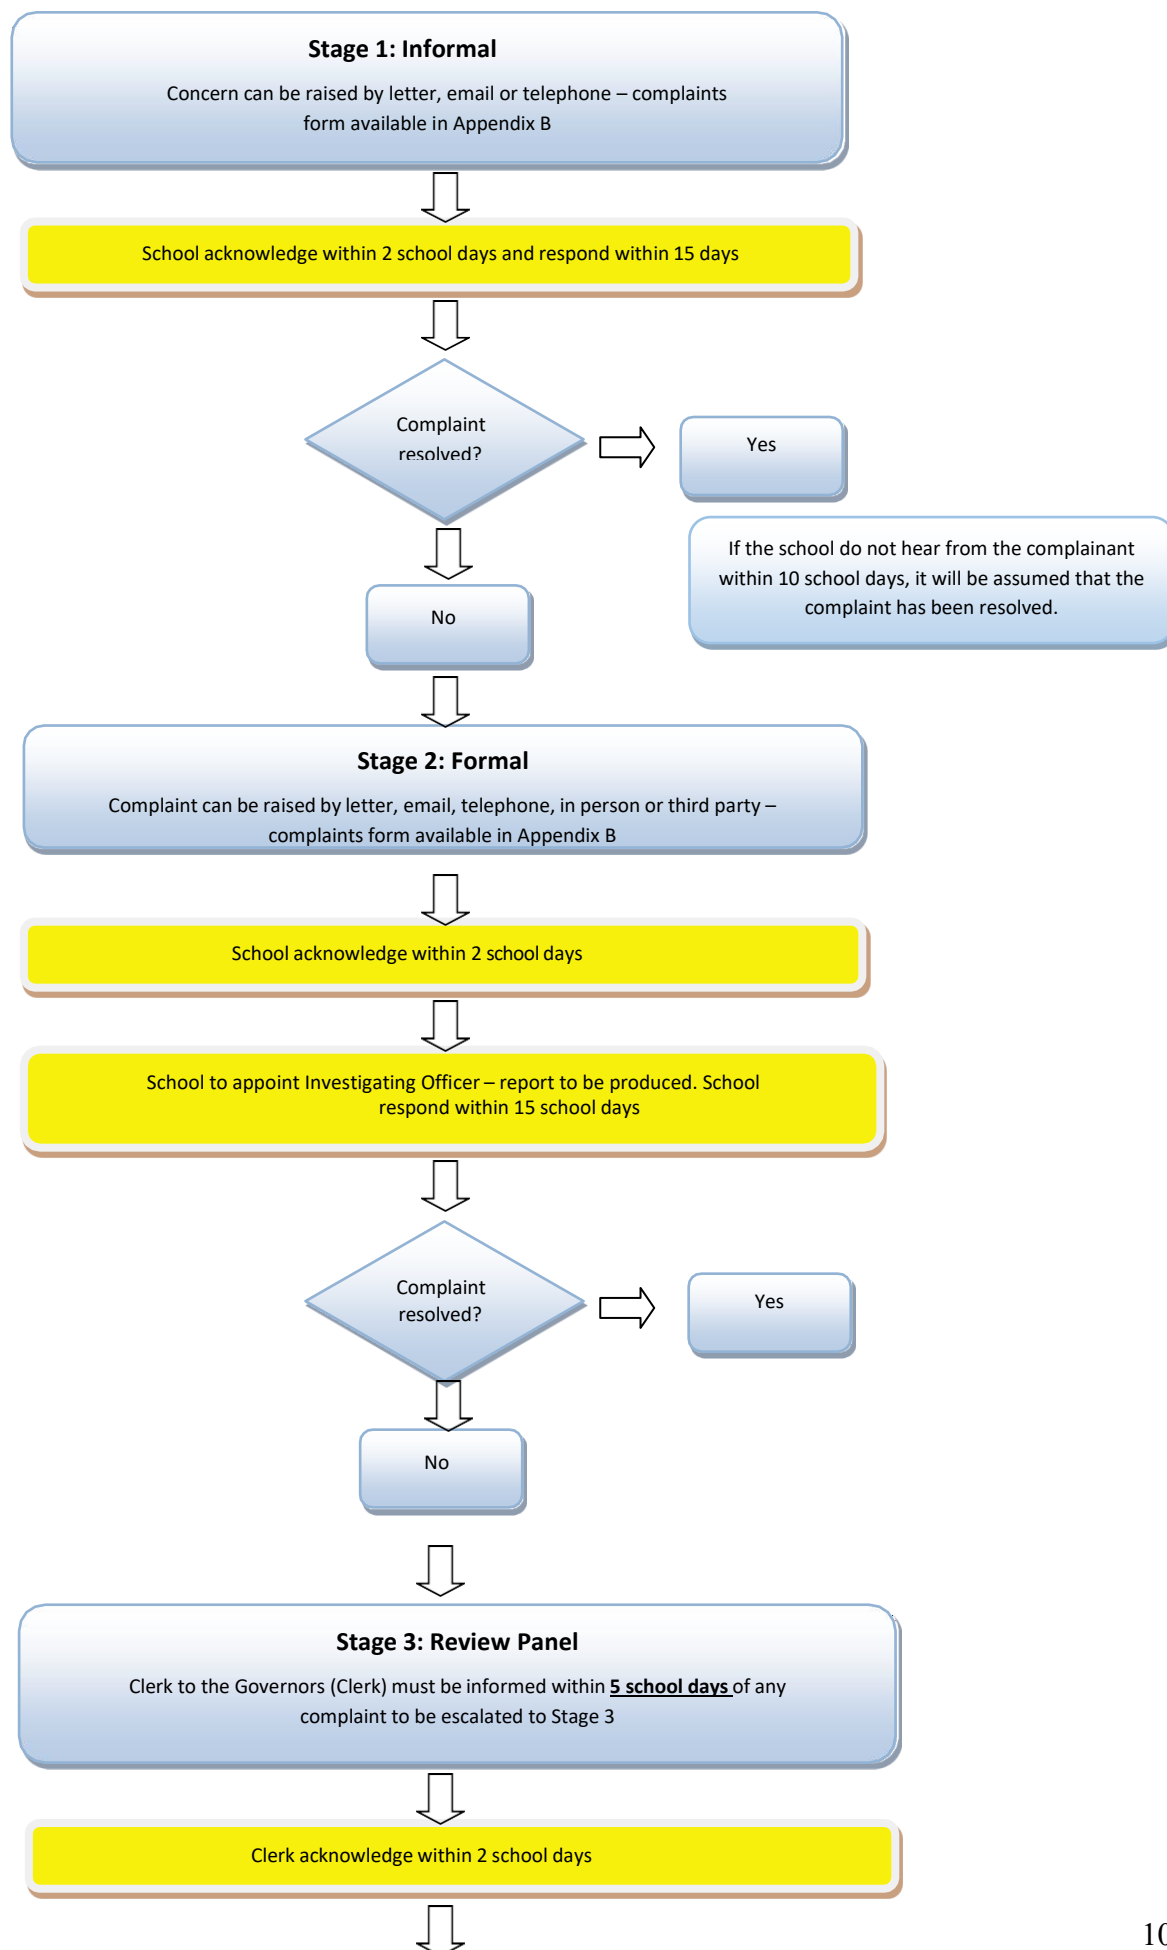 Stage 1: Informal
Concern can be raised by letter, email or telephone – complaints
form available in Appendix B
School acknowledge within 2 school days and respond within 15 days
Complaint
resolved?
Yes
If the school do not hear from the complainant
within 10 school days, it will be assumed that the
complaint has been resolved.
No
Stage 2: Formal
Complaint can be raised by letter, email, telephone, in person or third party –
complaints form available in Appendix B
School acknowledge within 2 school days
School to appoint Investigating Officer – report to be produced. School
respond within 15 school days
Complaint
resolved?
Yes
No
Stage 3: Review Panel
Clerk to the Governors (Clerk) must be informed within 5 school days of any
complaint to be escalated to Stage 3
Clerk acknowledge within 2 school days
10